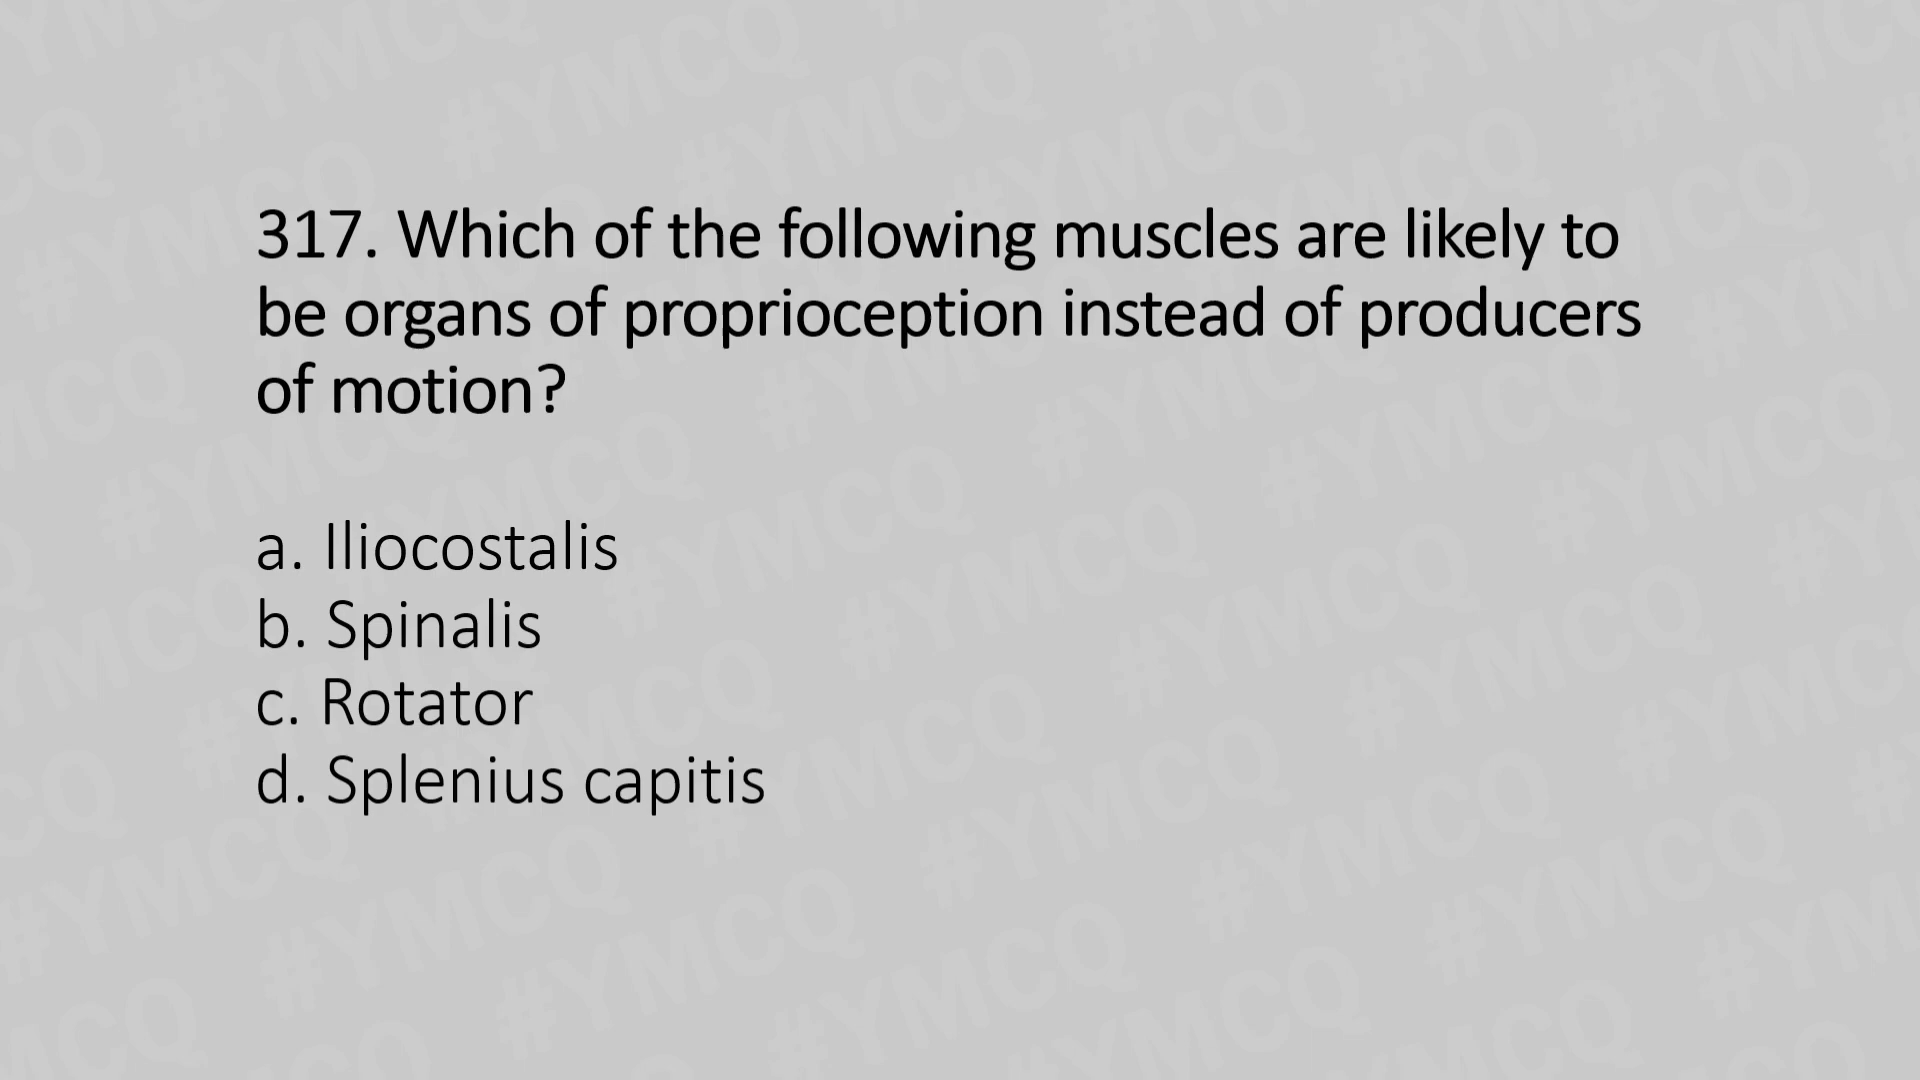 317. Which of the following muscles are likely to
be organs of proprioception instead of producers
of motion?
a. Iliocostalis
b. Spinalis
c. Rotator
d. Splenius capitis
#YMCQ